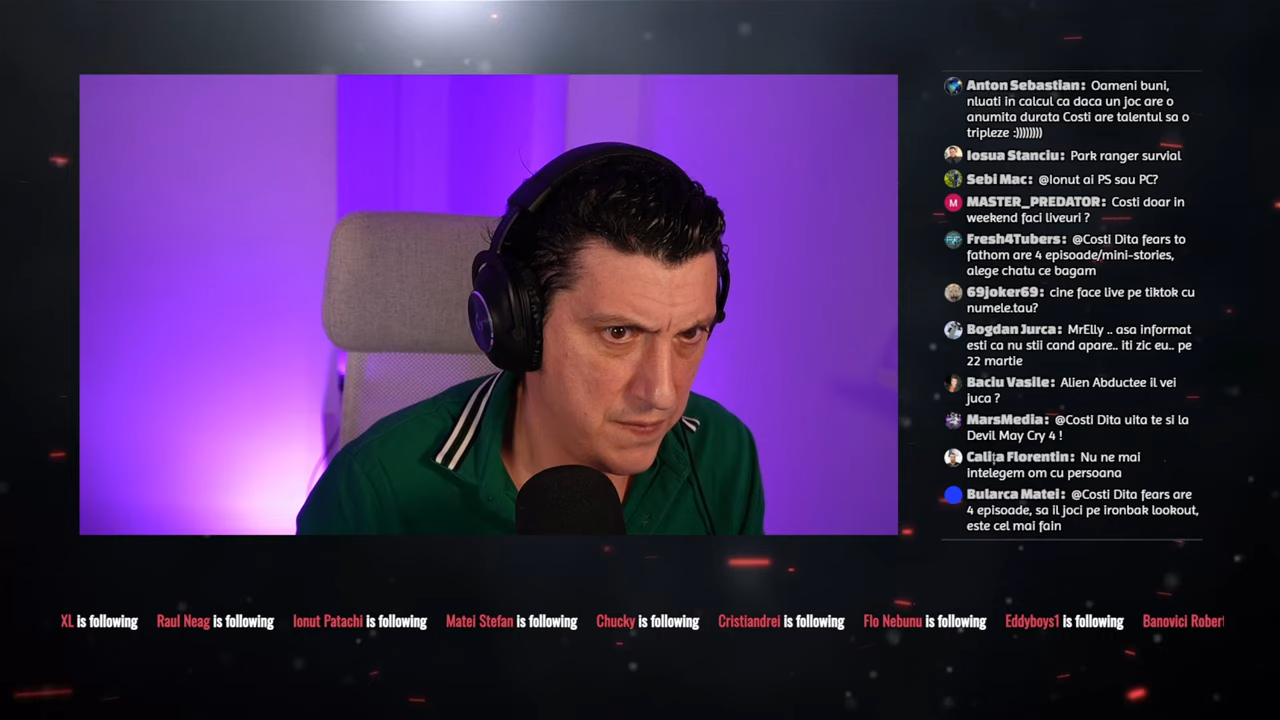 Anton Sebastian: Oameni buni,
nluati in calcul ca daca un joc are o
anumita durata Costi are talentul sa o
tripleze :))))))))
Iosua Stanciu: Park ranger survial
Sebi Mac: @Ionut ai PS sau PC?
M MASTER_PREDATOR: Costi doar in
weekend faci liveuri ?
Fresh4Tubers: @Costi Dita fears to
fathom are 4 episoade/mini-stories,
alege chatu ce bagam
69joker69: cine face live pe tiktok cu
numele.tau?
Bogdan Jurca: MrElly .. asa informat
esti ca nu stii cand apare.. iti zic eu.. pe
22 martie
Baciu Vasile: Alien Abductee il vei
juca ?
MarsMedia: @Costi Dita uita te si la
Devil May Cry 4 !
Calița Florentin: Nu ne mai
intelegem om cu persoana
Bularca Matei: @Costi Dita fears are
4 episoade, sa il joci pe ironbak lookout,
este cel mai fain
XL is following Raul Neag is following Ionut Patachi is following Matei Stefan is following Chucky is following Cristiandrei is following Flo Nebunu is following Eddyboys1 is following Banovici Rober